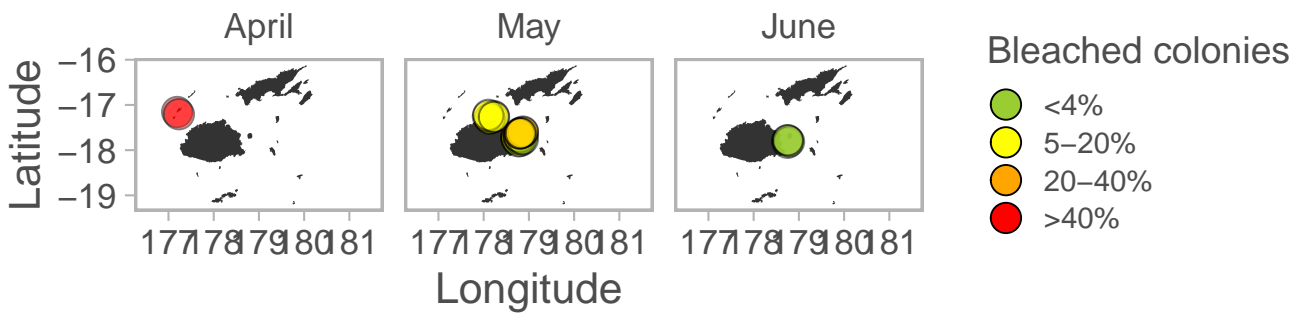 April May June
Latitude
−16
−17
−18
−19
177 178 179 180 181 177 178 179 180 181 177 178 179 180 181
Longitude
Bleached colonies
<4%
5−20%
20−40%
>40%